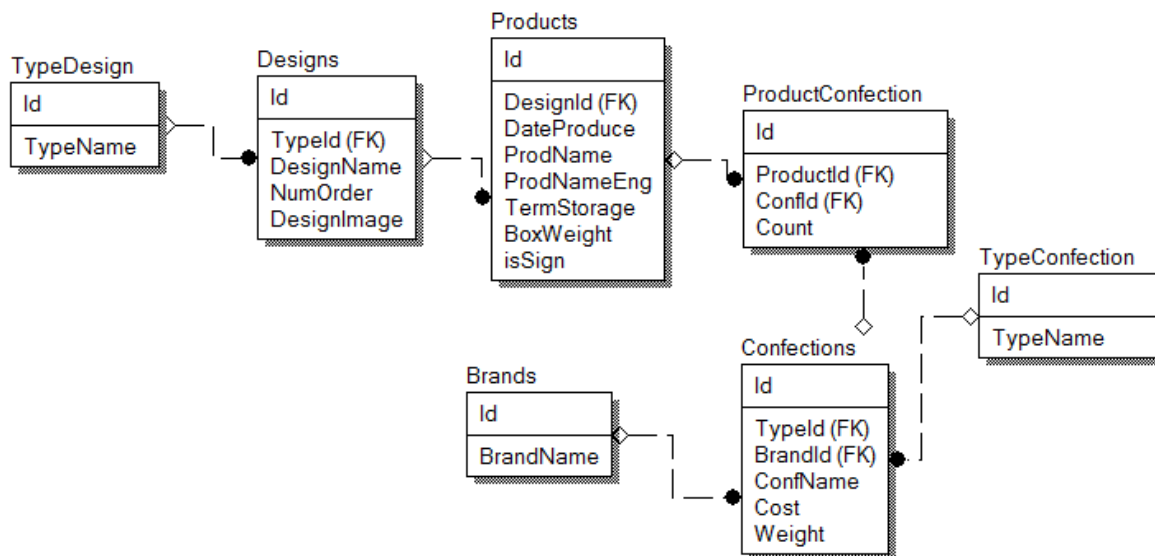 TypeDesign
Id
TypeName
Designs
Id
TypeId (FK)
DesignName
NumOrder
DesignImage
Products
Id
DesignId (FK)
DateProduce
ProdName
ProdNameEng
TermStorage
BoxWeight
isSign
ProductConfection
Id
ProductId (FK)
ConfId (FK)
Count
TypeConfection
Id
TypeName
Brands
Id
BrandName
Confections
Id
TypeId (FK)
BrandId (FK)
ConfName
Cost
Weight